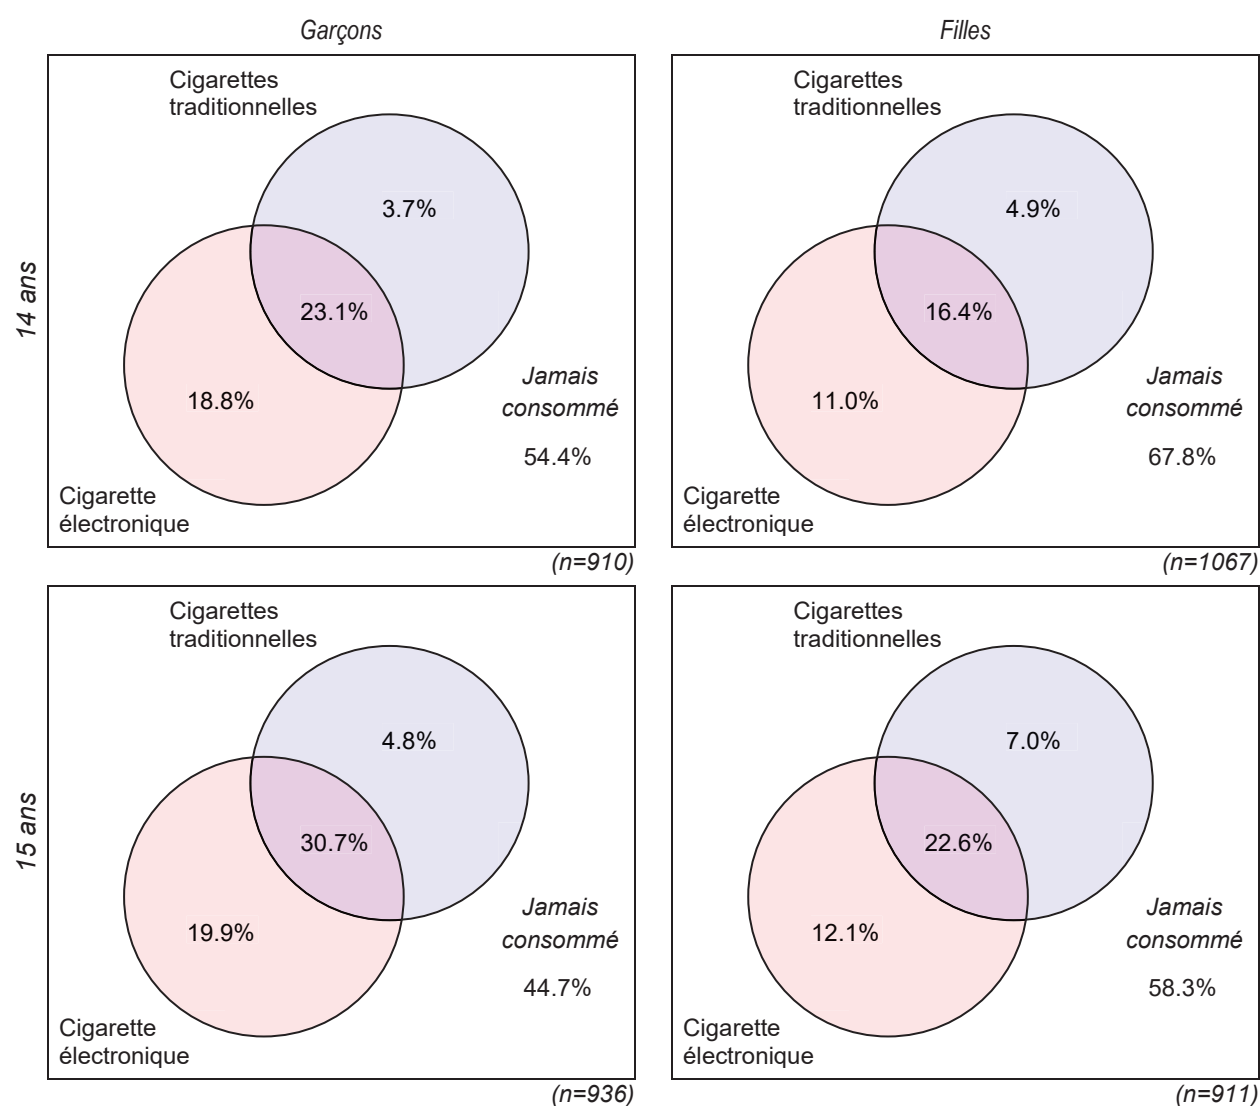 Garçons
Filles
14 ans
Cigarettes
traditionnelles
3.7%
23.1%
18.8%
Jamais
consommé
54.4%
Cigarette
électronique
(n=910)
Cigarettes
traditionnelles
4.9%
16.4%
11.0%
Jamais
consommé
67.8%
Cigarette
électronique
(n=1067)
15 ans
Cigarettes
traditionnelles
4.8%
30.7%
19.9%
Jamais
consommé
44.7%
Cigarette
électronique
(n=936)
Cigarettes
traditionnelles
7.0%
22.6%
12.1%
Jamais
consommé
58.3%
Cigarette
électronique
(n=911)